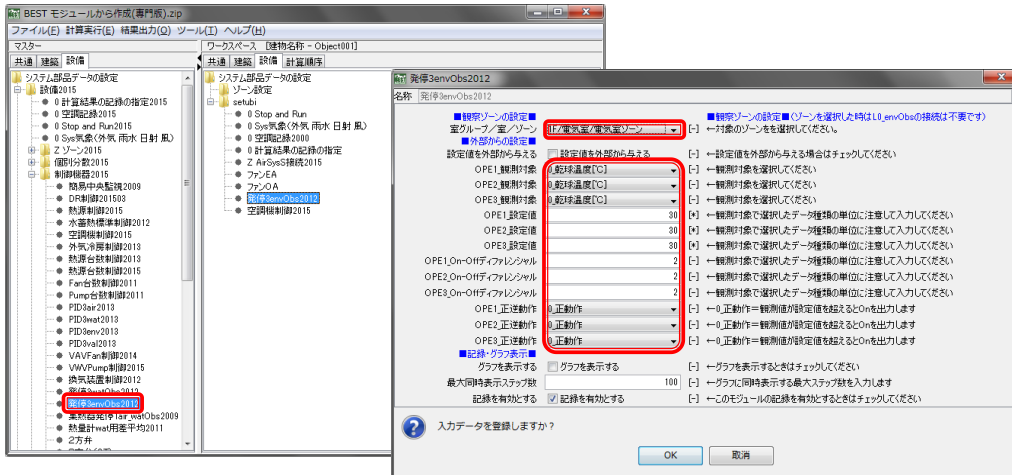 BEST モジュールから作成(専門版).zip
ファイル(F) 計算実行(E) 結果出力(O) ツール(T) ヘルプ(H)
マスター
共通 建築 設備
システム部品データの設定
設備2015
0 計算結果の記録の指定2015
0 空調記録2015
0 Stop and Run2015
0 Sys気象(外気 雨水 日射 風)
Z ゾーン2015
個別分散2015
制御機器2015
簡易中央監視2009
DR制御201503
熱源制御2015
水蓄熱標準制御2012
空調機制御2015
外気冷房制御2013
熱源台数制御2013
熱源台数制御2015
Fan台数制御2011
Pump台数制御2011
PID3air2013
PID3wat2013
PID3env2013
PID3val2013
VAVFan制御2014
VWVPump制御2015
換気装置制御2012
発停3watObs2012
発停3envObs2012
集熱器発停1air_watObs2009
熱量計wat用差平均2011
2方弁
ワークスペース [建物名称 - Object001]
共通 建築 設備 計算順序
システム部品データの設定
ゾーン設定
setubi
0 Stop and Run
0 Sys気象(外気 雨水 日射 風)
0 空調記録2000
0 計算結果の記録の指定
Z AirSyS3接続2015
ファンEA
ファンOA
発停3envObs2012
空調機制御2015
発停3envObs2012
名称 発停3envObs2012
■観察ゾーンの設定■ ■観察ゾーンの設定■(ゾーンを選択した時はL0_envObsの接続は不要です)
室グループ/室/ゾーン 1F/電気室/電気室ゾーン [-] ←対象のゾーンを選択してください。
■外部からの設定■
設定値を外部から与える 設定値を外部から与える [-] ←設定値を外部から与える場合はチェックしてください
OPE1_観測対象 0_乾球温度[℃] [-] ←観測対象を選択してください
OPE2_観測対象 0_乾球温度[℃] [-] ←観測対象を選択してください
OPE3_観測対象 0_乾球温度[℃] [-] ←観測対象を選択してください
OPE1_設定値 30 [*] ←観測対象で選択したデータ種類の単位に注意して入力してください
OPE2_設定値 30 [*] ←観測対象で選択したデータ種類の単位に注意して入力してください
OPE3_設定値 30 [*] ←観測対象で選択したデータ種類の単位に注意して入力してください
OPE1_On-Offディファレンシャル 2 [-] ←観測対象で選択したデータ種類の単位に注意して入力してください
OPE2_On-Offディファレンシャル 2 [-] ←観測対象で選択したデータ種類の単位に注意して入力してください
OPE3_On-Offディファレンシャル 2 [-] ←観測対象で選択したデータ種類の単位に注意して入力してください
OPE1_正逆動作 0_正動作 [-] ←0_正動作=観測値が設定値を超えるとOnを出力します
OPE2_正逆動作 0_正動作 [-] ←0_正動作=観測値が設定値を超えるとOnを出力します
OPE3_正逆動作 0_正動作 [-] ←0_正動作=観測値が設定値を超えるとOnを出力します
■記録・グラフ表示■
グラフを表示する グラフを表示する [-] ←グラフを表示するときはチェックしてください
最大同時表示ステップ数 100 [-] ←グラフに同時表示する最大ステップ数を入力します
記録を有効とする 記録を有効とする [-] ←このモジュールの記録を有効とするときはチェックしてください
入力データを登録しますか?
OK 取消